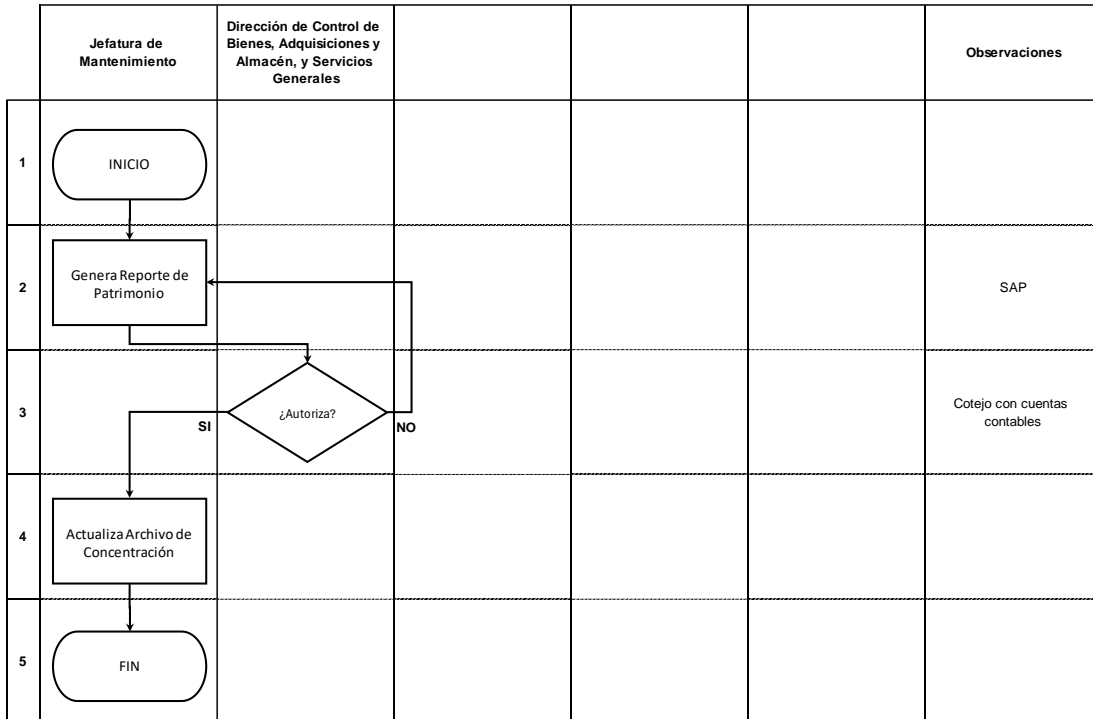 Jefatura de
Mantenimiento
Dirección de Control de
Bienes, Adquisiciones y
Almacén, y Servicios
Generales
Observaciones
1
INICIO
2
Genera Reporte de
Patrimonio
SAP
3
¿Autoriza?
SI
NO
Cotejo con cuentas
contables
4
Actualiza Archivo de
Concentración
5
FIN